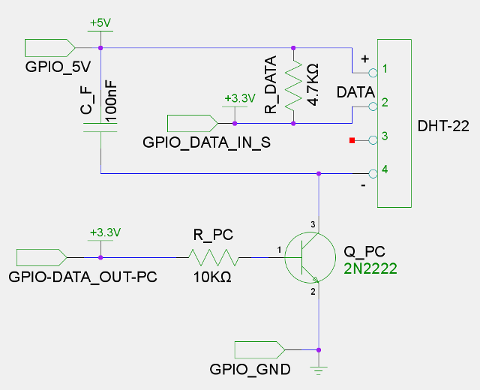 +5V
GPIO_5V
C_F
100nF
R_DATA
4.7KΩ
+
1
DATA
2
+3.3V
GPIO_DATA_IN_S
3
DHT-22
4
-
3
+3.3V
R_PC
1
Q_PC
2N2222
GPIO-DATA_OUT-PC
10KΩ
2
GPIO_GND